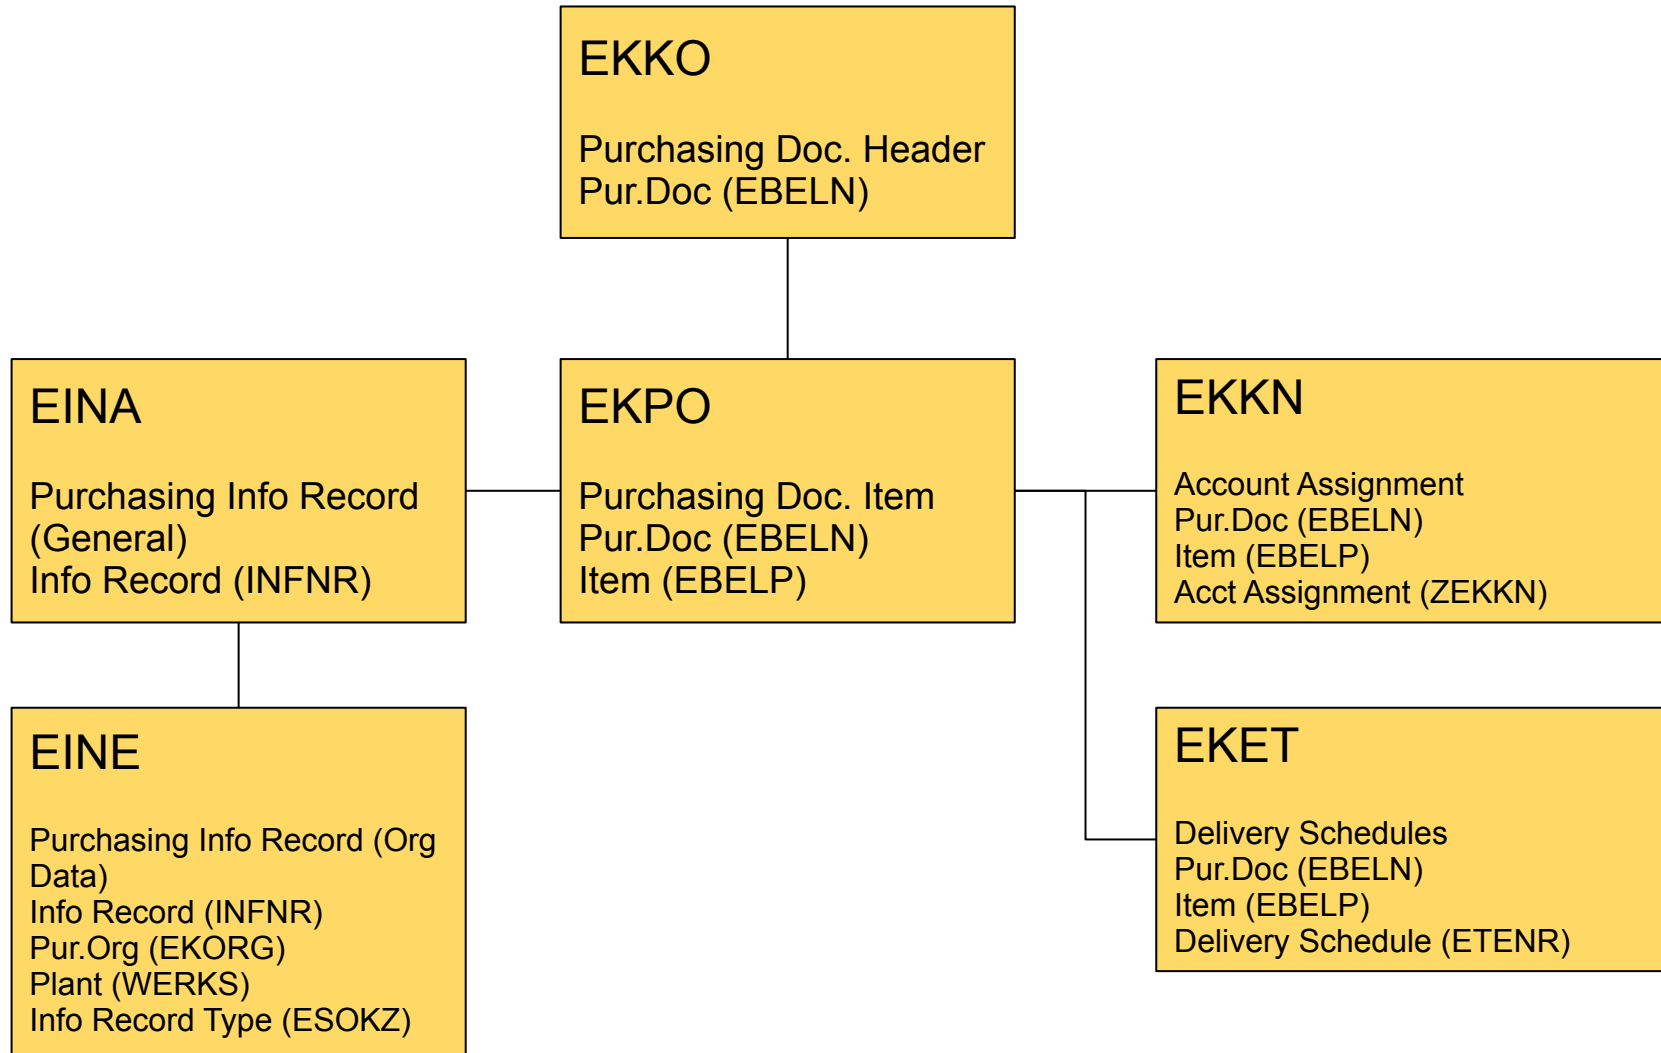 EKKO
Purchasing Doc. Header
Pur.Doc (EBELN)
EINA
Purchasing Info Record
(General)
Info Record (INFNR)
EKPO
Purchasing Doc. Item
Pur.Doc (EBELN)
Item (EBELP)
EKKN
Account Assignment
Pur.Doc (EBELN)
Item (EBELP)
Acct Assignment (ZEKKN)
EINE
Purchasing Info Record (Org
Data)
Info Record (INFNR)
Pur.Org (EKORG)
Plant (WERKS)
Info Record Type (ESOKZ)
EKET
Delivery Schedules
Pur.Doc (EBELN)
Item (EBELP)
Delivery Schedule (ETENR)